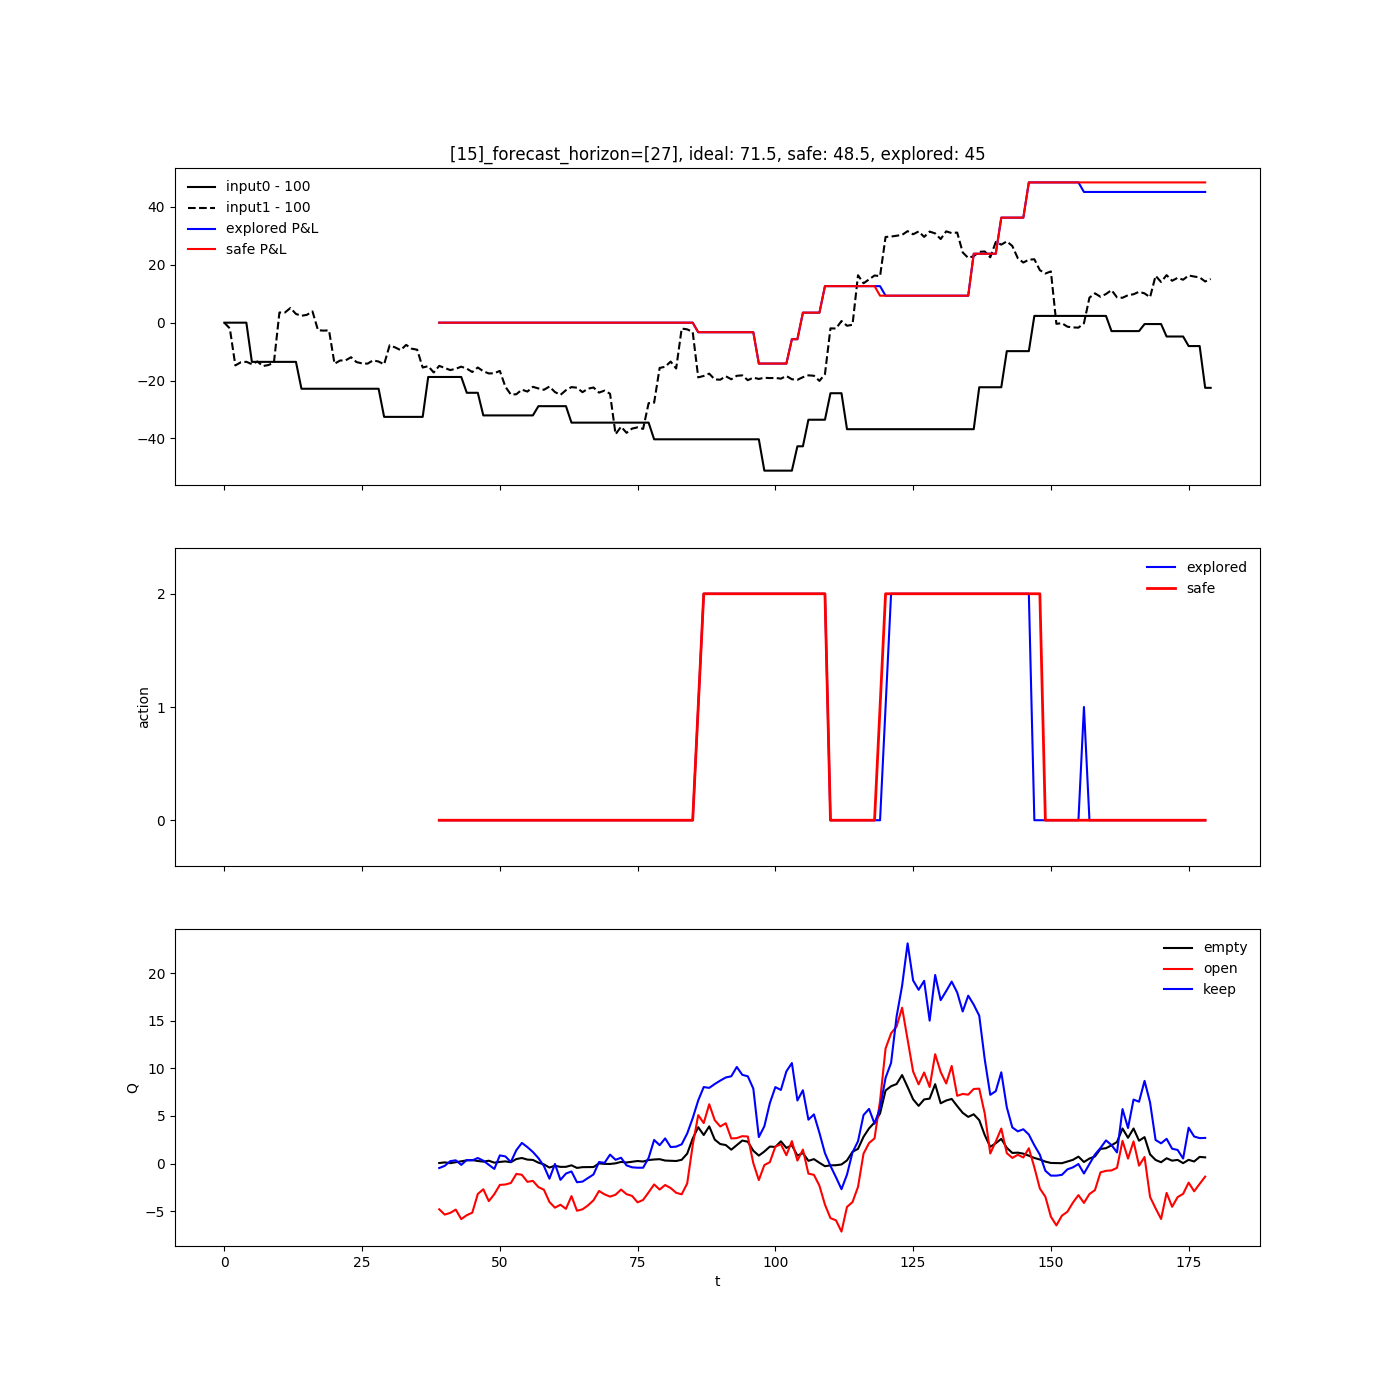 [15]_forecast_horizon=[27], ideal: 71.5, safe: 48.5, explored: 45
input0 - 100
input1 - 100
explored P&L
safe P&L
40
20
0
−20
−40
explored
safe
2
1
0
action
empty
open
keep
20
15
10
5
0
−5
Q
0 25 50 75 100 125 150 175
t